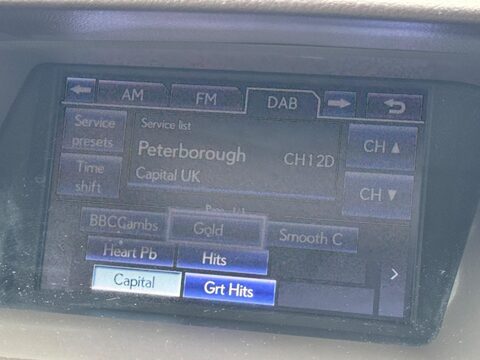 AM FM DAB
Service presets
Service list
Peterborough CH12D
Capital UK
CH
Time shift
CH
BBCCambs Gold Smooth C
Heart Pb Hits
Capital Grt Hits